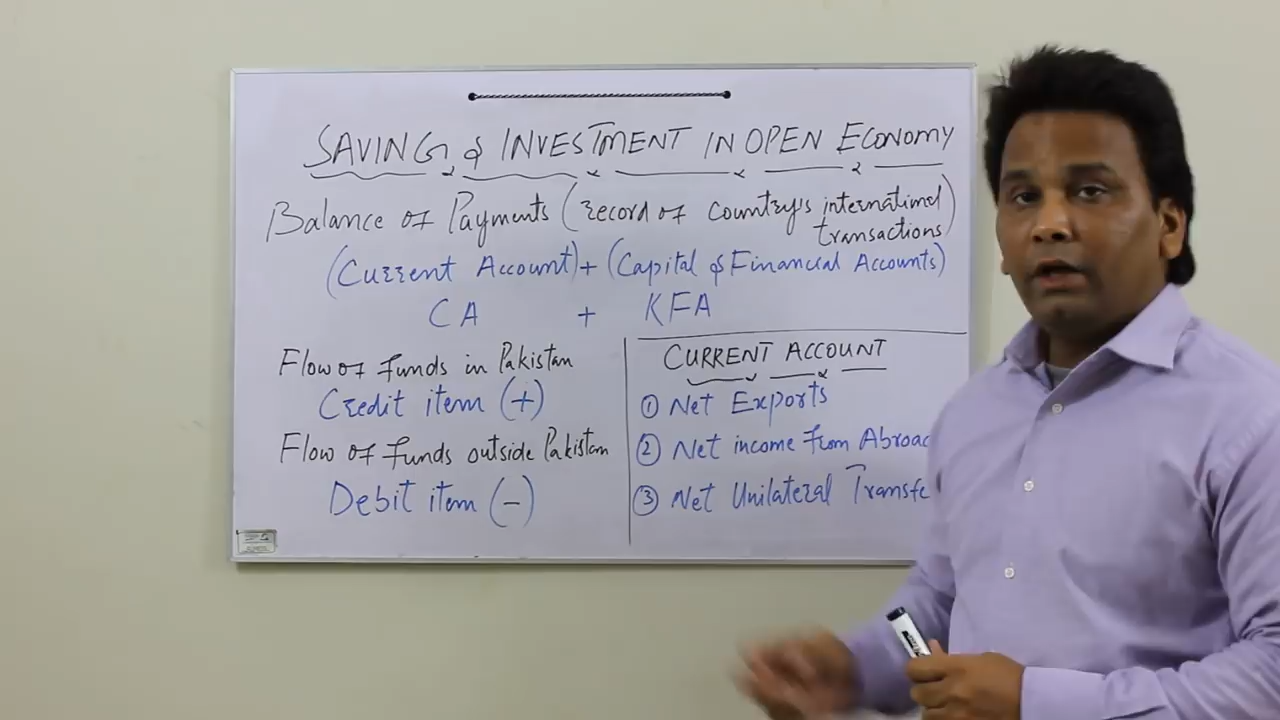 SAVING & INVESTMENT IN OPEN ECONOMY
Balance of Payments (record of country's international
transactions)
(Current Account) + (Capital & Financial Accounts)
CA + KFA
Flow of funds in Pakistan
Credit item (+)
Flow of funds outside Pakistan
Debit item (-)
CURRENT ACCOUNT
① Net Exports
② Net income from Abroa
③ Net Unilateral Transfe